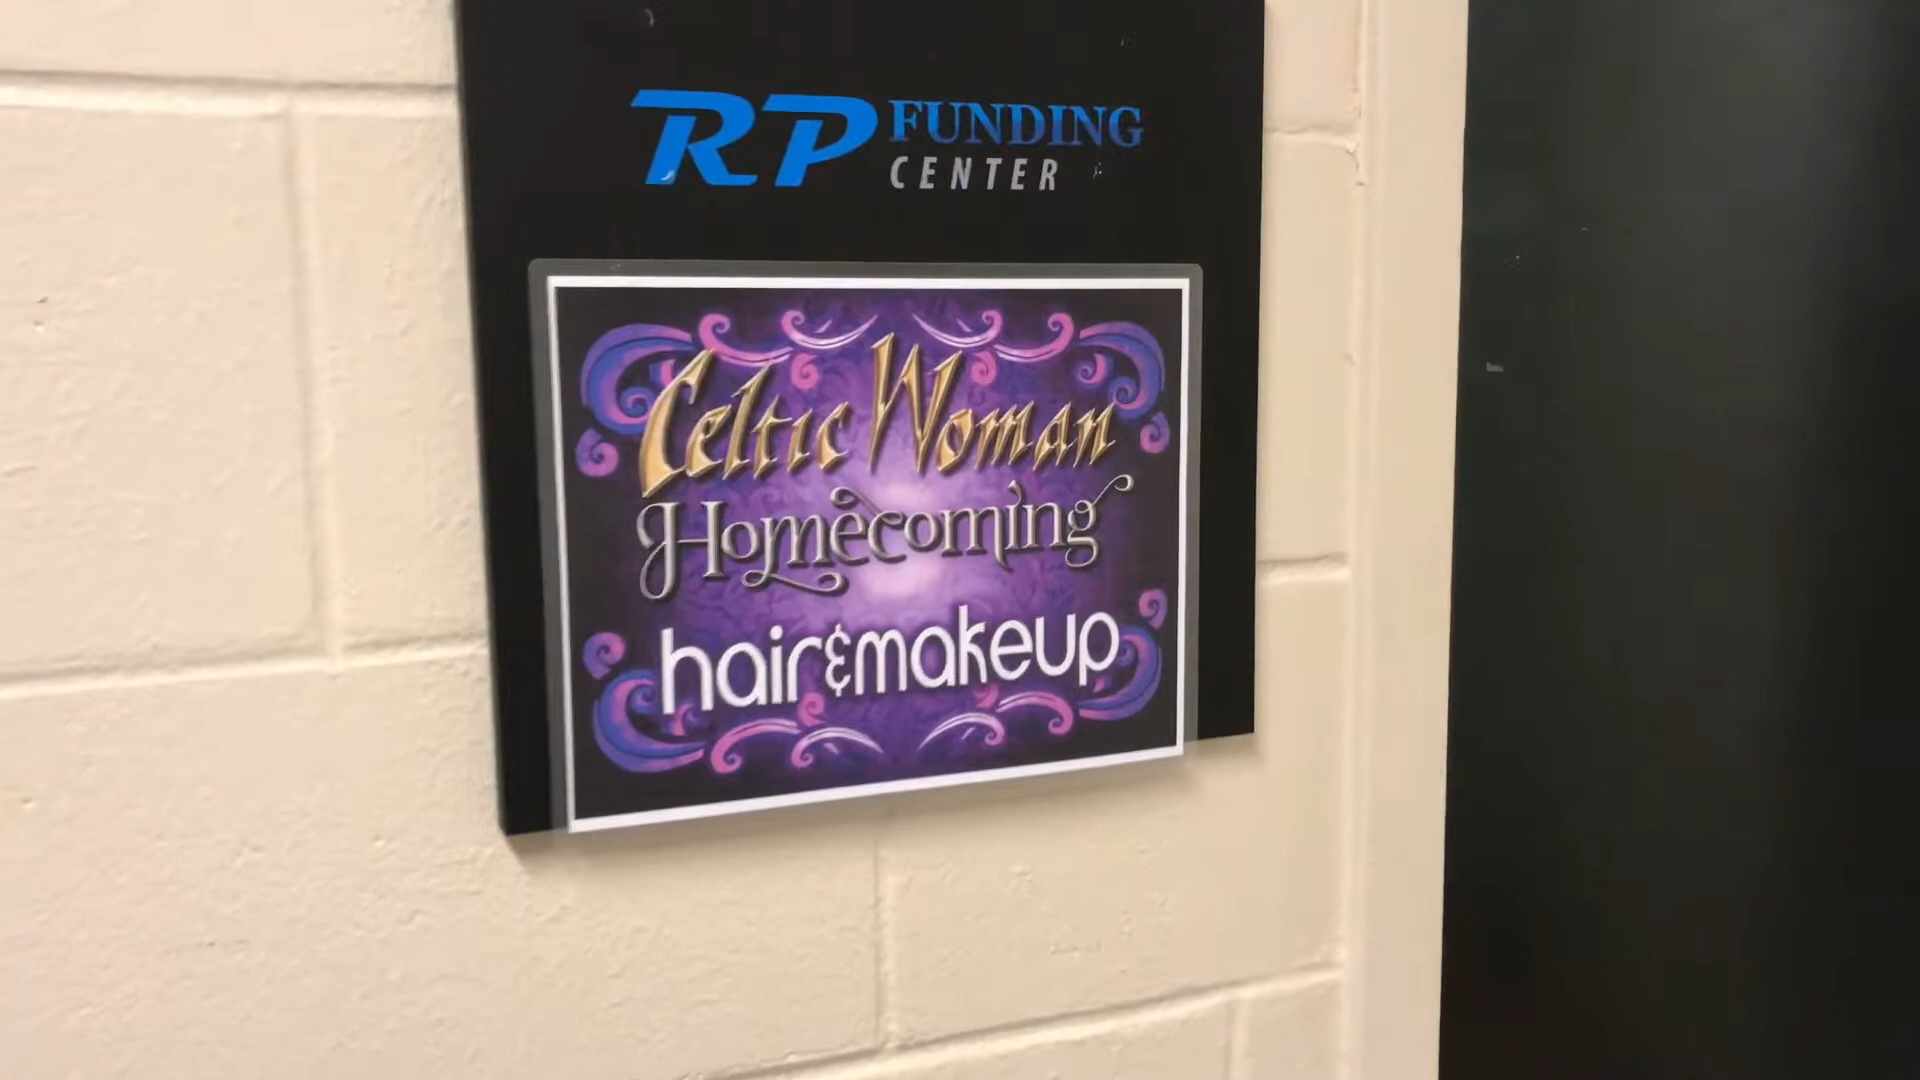 RP FUNDING
CENTER
Celtic Woman
Homecoming
hair&makeup